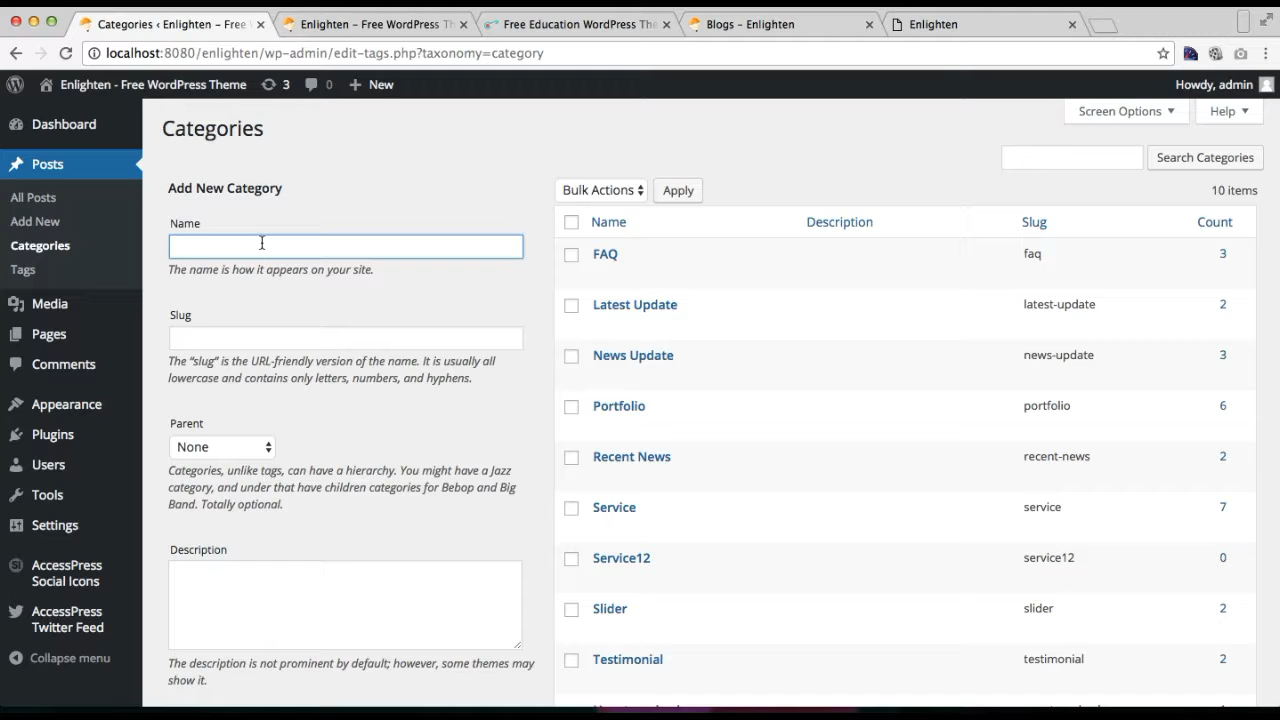 Categories ‹ Enlighten – Free
Enlighten – Free WordPress Th
Free Education WordPress The
Blogs – Enlighten
Enlighten
localhost:8080/enlighten/wp-admin/edit-tags.php?taxonomy=category
Enlighten - Free WordPress Theme
3
0
New
Howdy, admin
Dashboard
Posts
All Posts
Add New
Categories
Tags
Media
Pages
Comments
Appearance
Plugins
Users
Tools
Settings
AccessPress
Social Icons
AccessPress
Twitter Feed
Collapse menu
Screen Options
Help
Categories
Search Categories
Add New Category
Name
The name is how it appears on your site.
Slug
The “slug” is the URL-friendly version of the name. It is usually all
lowercase and contains only letters, numbers, and hyphens.
Parent
None
Categories, unlike tags, can have a hierarchy. You might have a Jazz
category, and under that have children categories for Bebop and Big
Band. Totally optional.
Description
The description is not prominent by default; however, some themes may
show it.
Bulk Actions
Apply
10 items
Name Description Slug Count
FAQ faq 3
Latest Update latest-update 2
News Update news-update 3
Portfolio portfolio 6
Recent News recent-news 2
Service service 7
Service12 service12 0
Slider slider 2
Testimonial testimonial 2